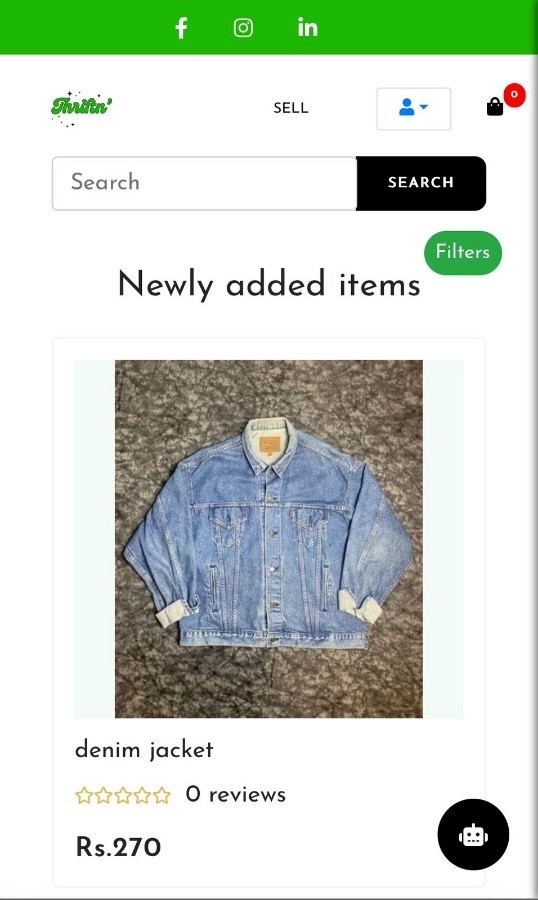 Thriftin'
SELL
0
Search
SEARCH
Filters
Newly added items
denim jacket
0 reviews
Rs.270